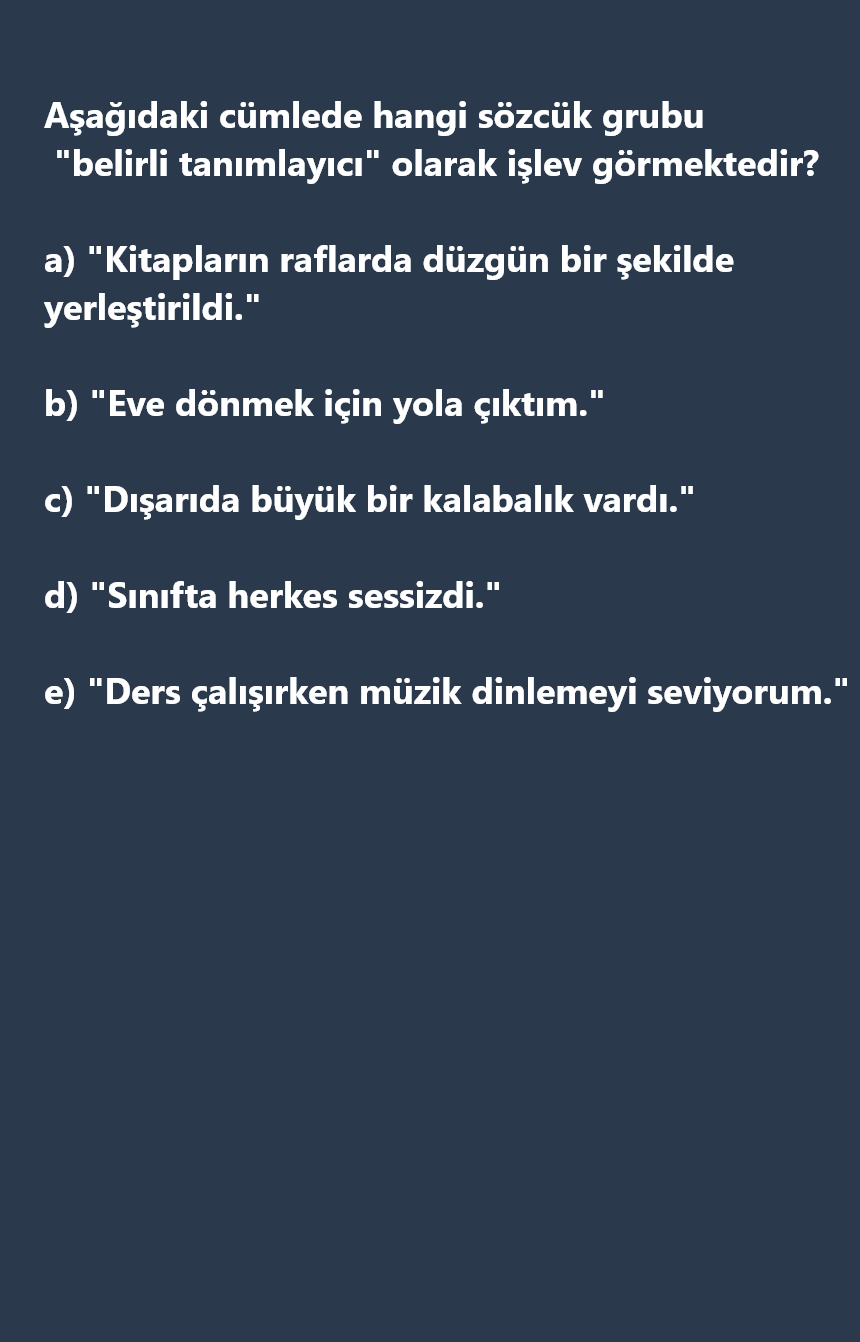 Aşağıdaki cümlede hangi sözcük grubu
"belirli tanımlayıcı" olarak işlev görmektedir?
a) "Kitapların raflarda düzgün bir şekilde
yerleştirildi."
b) "Eve dönmek için yola çıktım."
c) "Dışarıda büyük bir kalabalık vardı."
d) "Sınıfta herkes sessizdi."
e) "Ders çalışırken müzik dinlemeyi seviyorum."